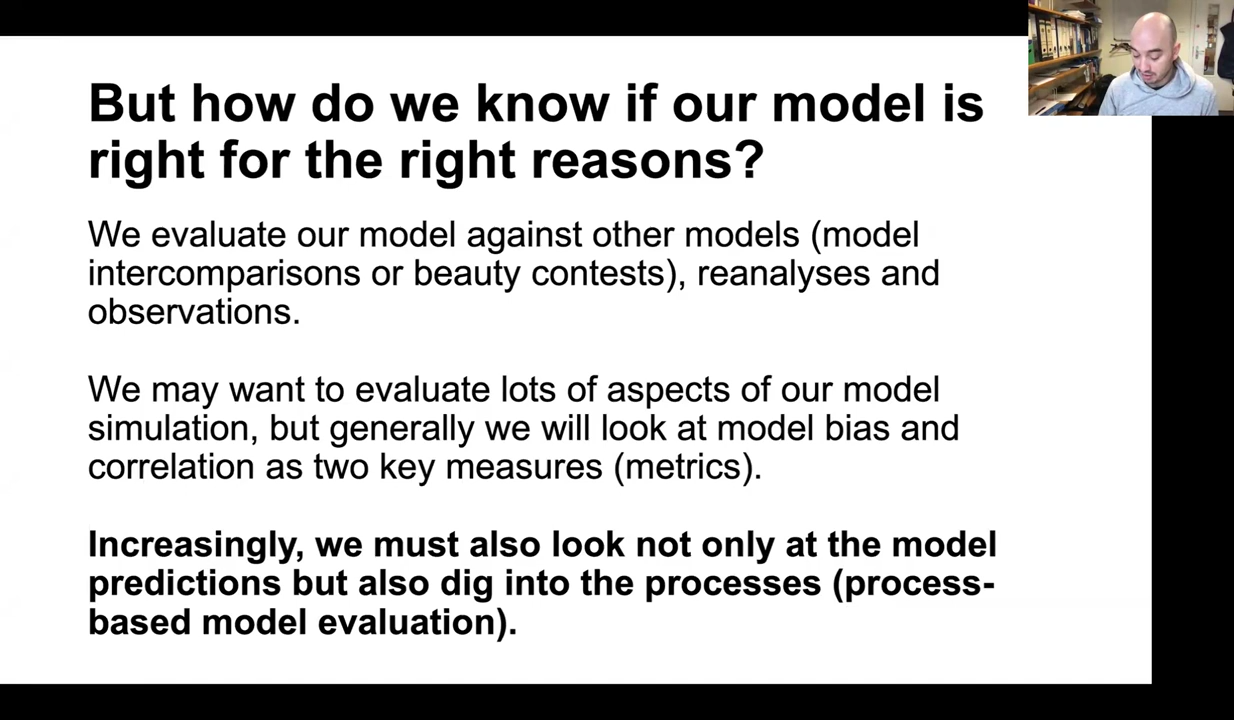 But how do we know if our model is
right for the right reasons?
We evaluate our model against other models (model
intercomparisons or beauty contests), reanalyses and
observations.
We may want to evaluate lots of aspects of our model
simulation, but generally we will look at model bias and
correlation as two key measures (metrics).
Increasingly, we must also look not only at the model
predictions but also dig into the processes (process-
based model evaluation).